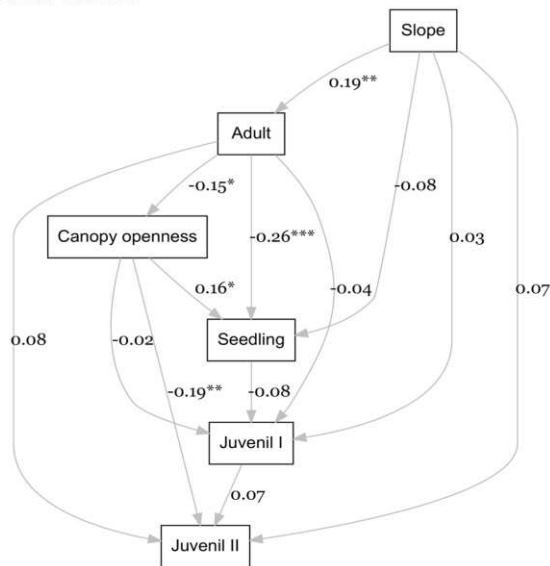 Slope
0.19**
Adult
-0.15*
-0.08
Canopy openness
-0.26***
0.03
0.16*
-0.04
0.07
Seedling
0.08
-0.02
-0.19**
-0.08
Juvenil I
0.07
Juvenil II